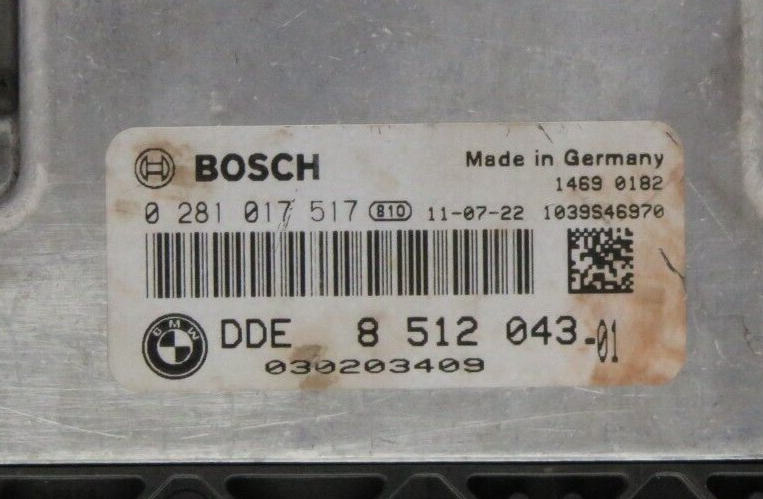 BOSCH Made in Germany
1469 0182
0 281 017 517 810 11-07-22 1039S46970
BMW DDE 8 512 043-01
030203409